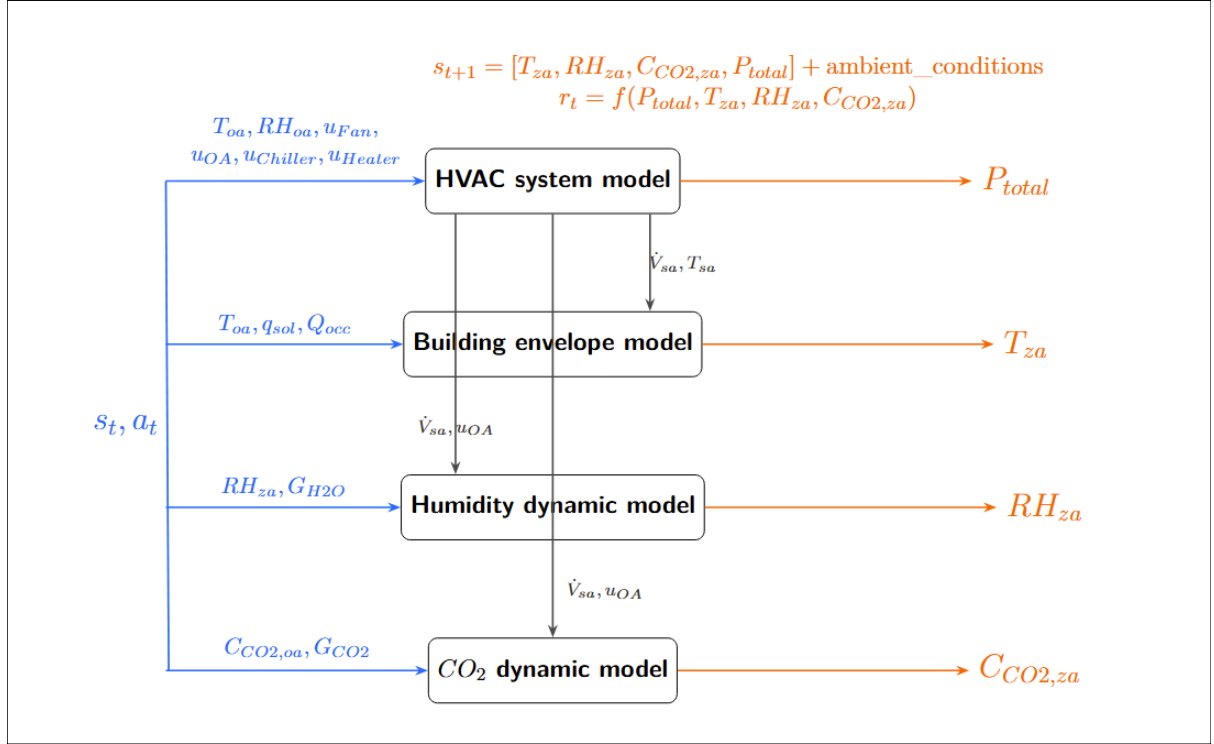 s_{t+1} = [T_{za}, RH_{za}, C_{CO2,za}, P_{total}] + ambient_conditions
r_t = f(P_{total}, T_{za}, RH_{za}, C_{CO2,za})
T_{oa}, RH_{oa}, u_{Fan},
u_{OA}, u_{Chiller}, u_{Heater}
HVAC system model
P_{total}
V̇_{sa}, T_{sa}
T_{oa}, q_{sol}, Q_{occ}
Building envelope model
T_{za}
s_t, a_t
V̇_{sa}, u_{OA}
RH_{za}, G_{H2O}
Humidity dynamic model
RH_{za}
V̇_{sa}, u_{OA}
C_{CO2,oa}, G_{CO2}
CO_2 dynamic model
C_{CO2,za}